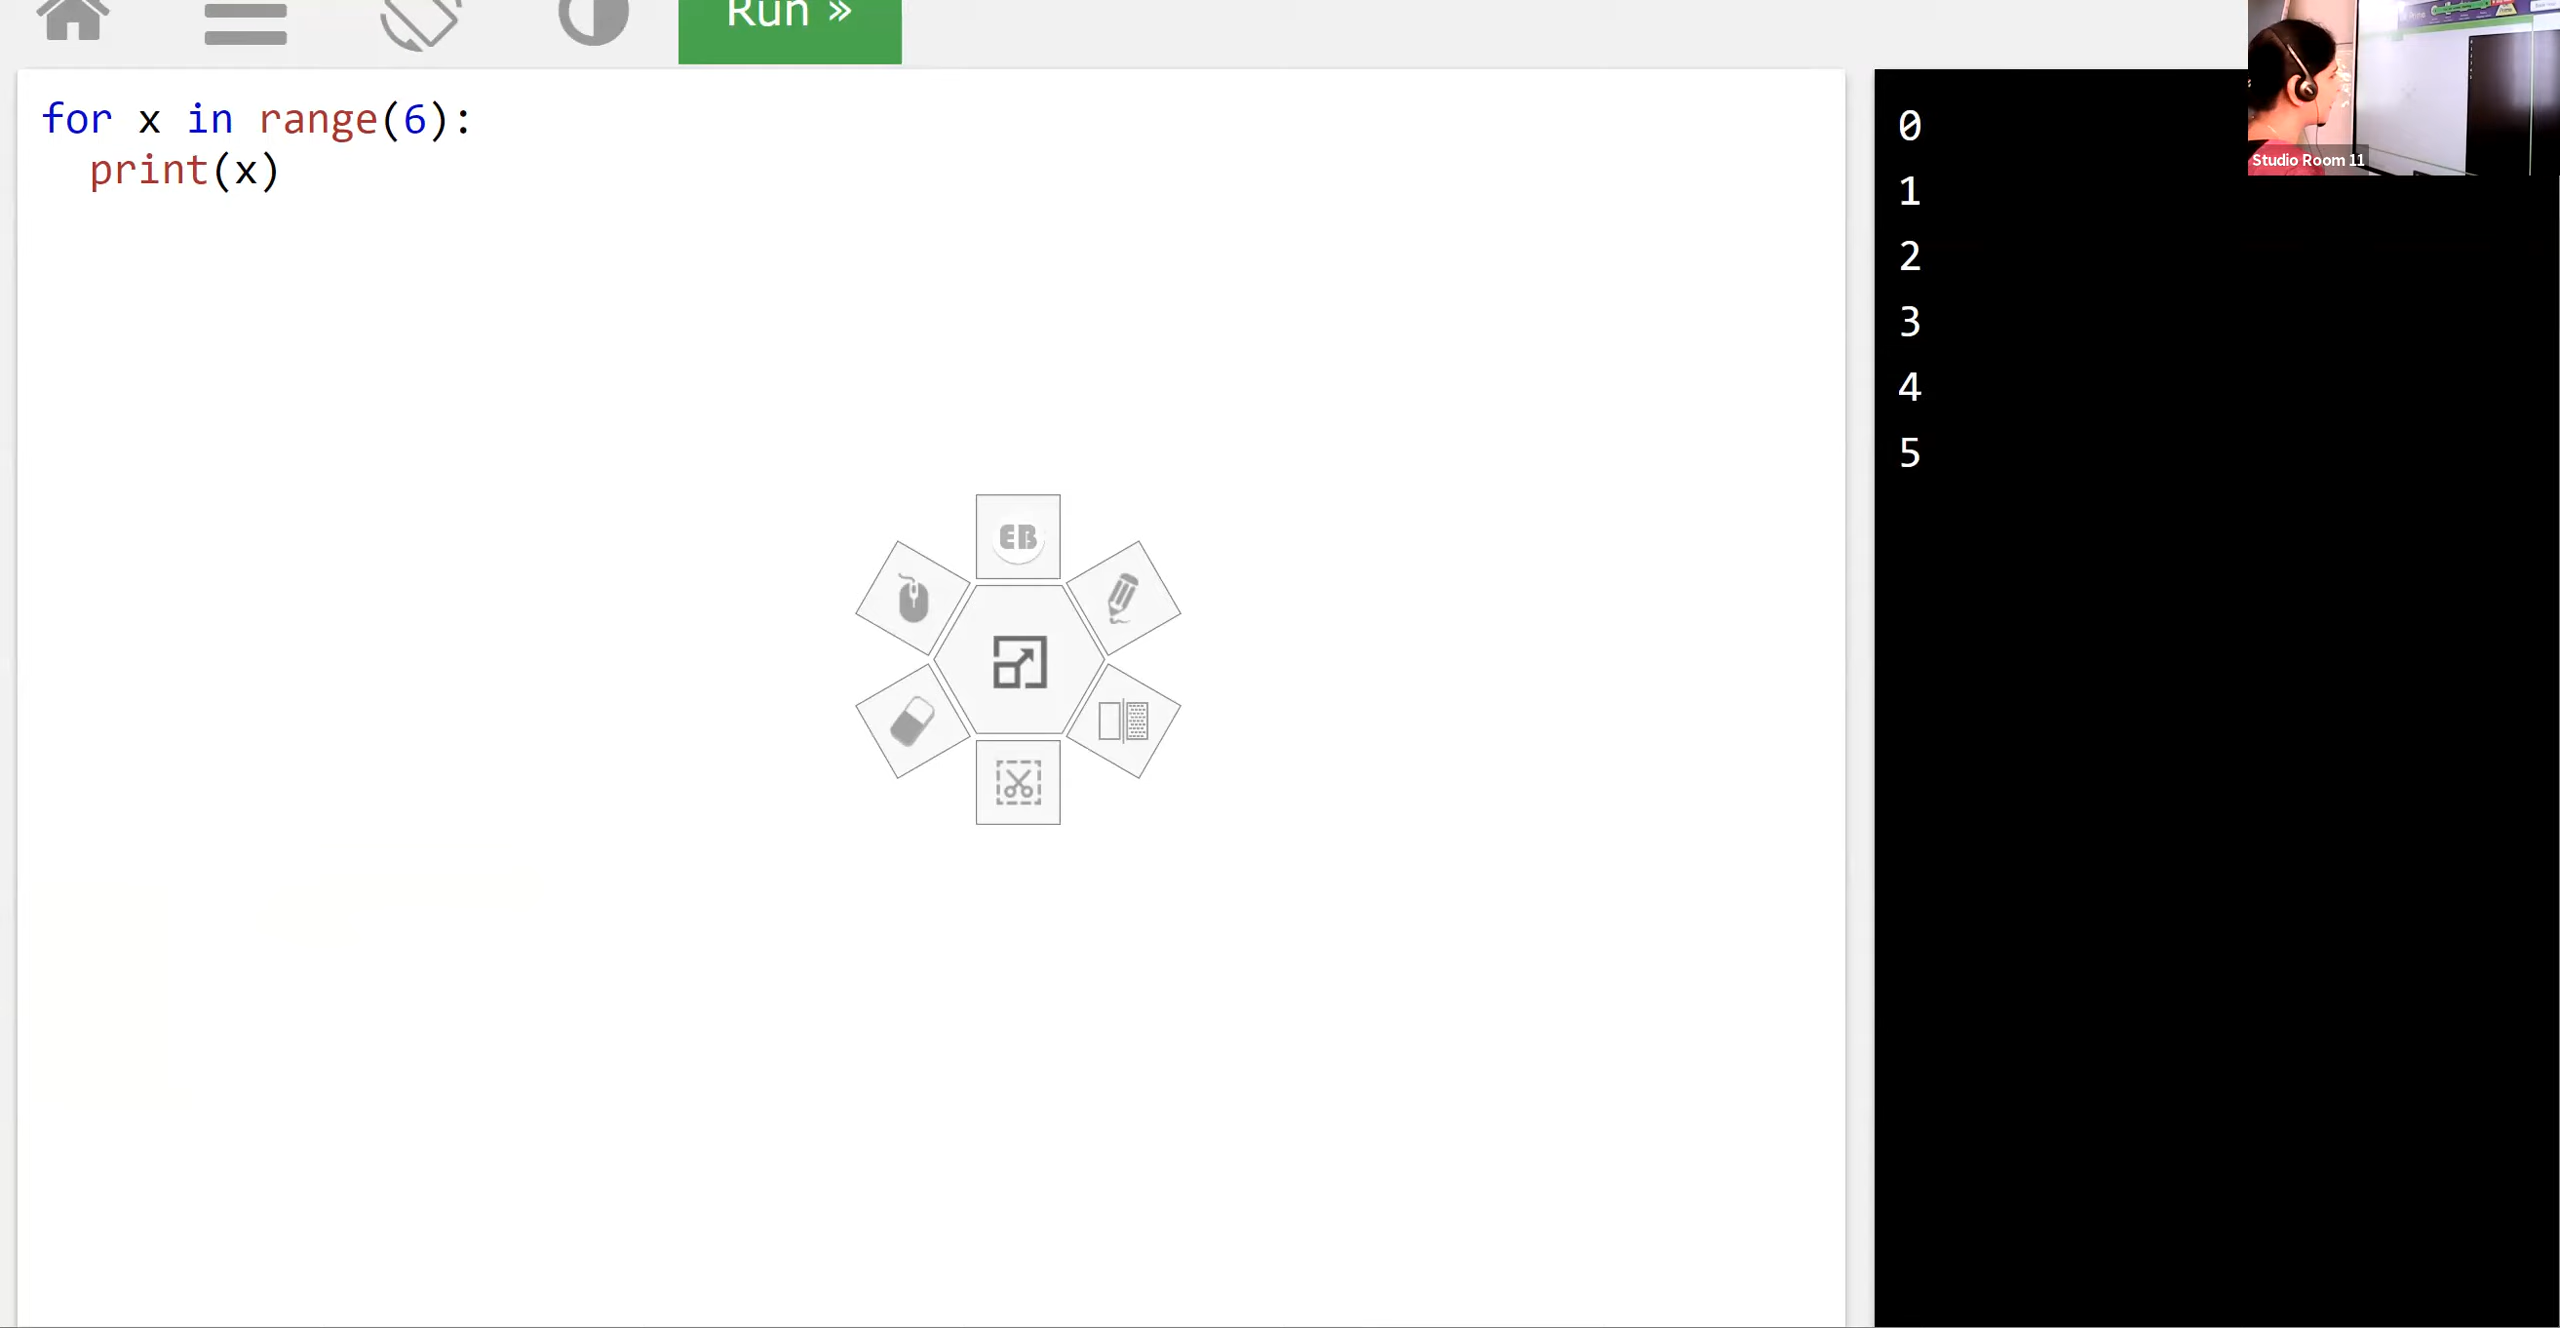 Run »
for x in range(6):
  print(x)
0
1
2
3
4
5
Studio Room 11
EB